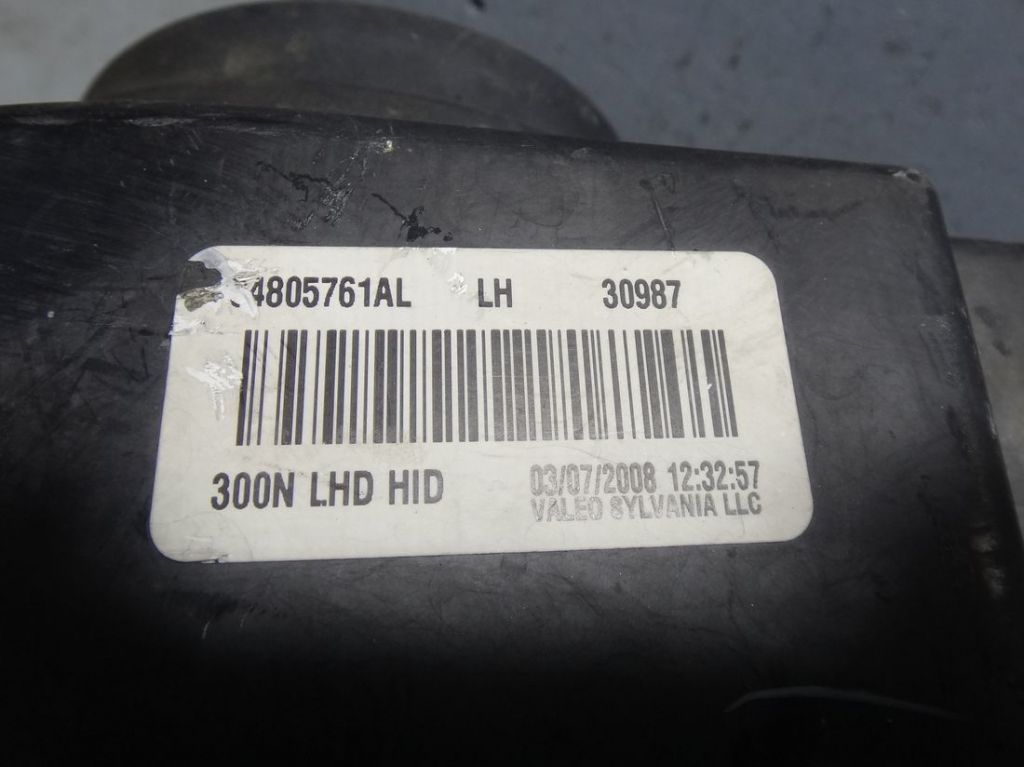 4805761AL LH 30987
300N LHD HID
03/07/2008 12:32:57
VALEO SYLVANIA LLC